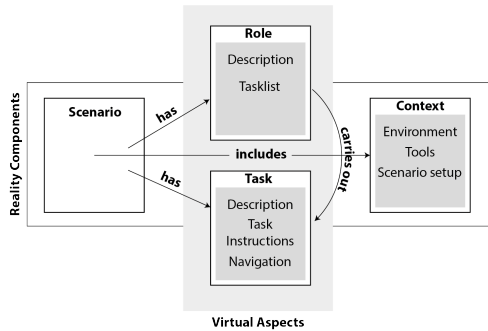 Role
Description
Tasklist
Reality Components
Scenario
has
includes
has
carries out
Context
Environment
Tools
Scenario setup
Task
Description
Task
Instructions
Navigation
Virtual Aspects